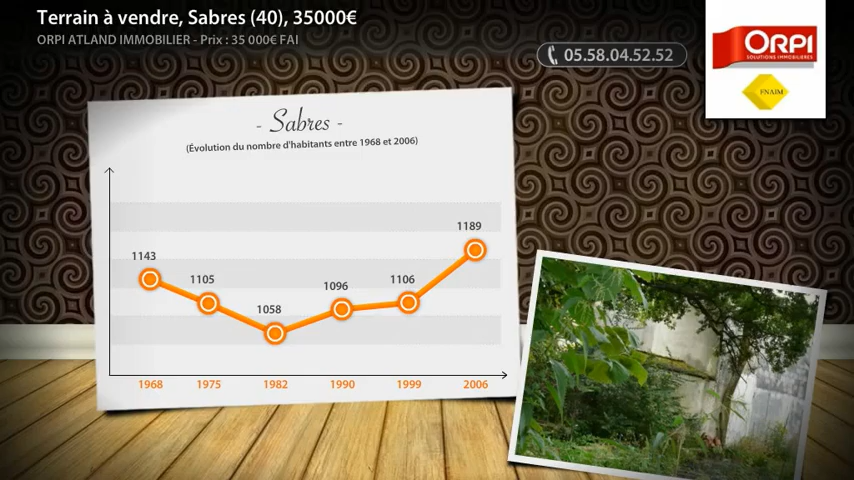 Terrain à vendre, Sabres (40), 35000€
ORPI ATLAND IMMOBILIER - Prix : 35 000€ FAI
05.58.04.52.52
ORPI
SOLUTIONS IMMOBILIÈRES
FNAIM
- Sabres -
(Évolution du nombre d'habitants entre 1968 et 2006)
1143
1105
1058
1096
1106
1189
1968 1975 1982 1990 1999 2006